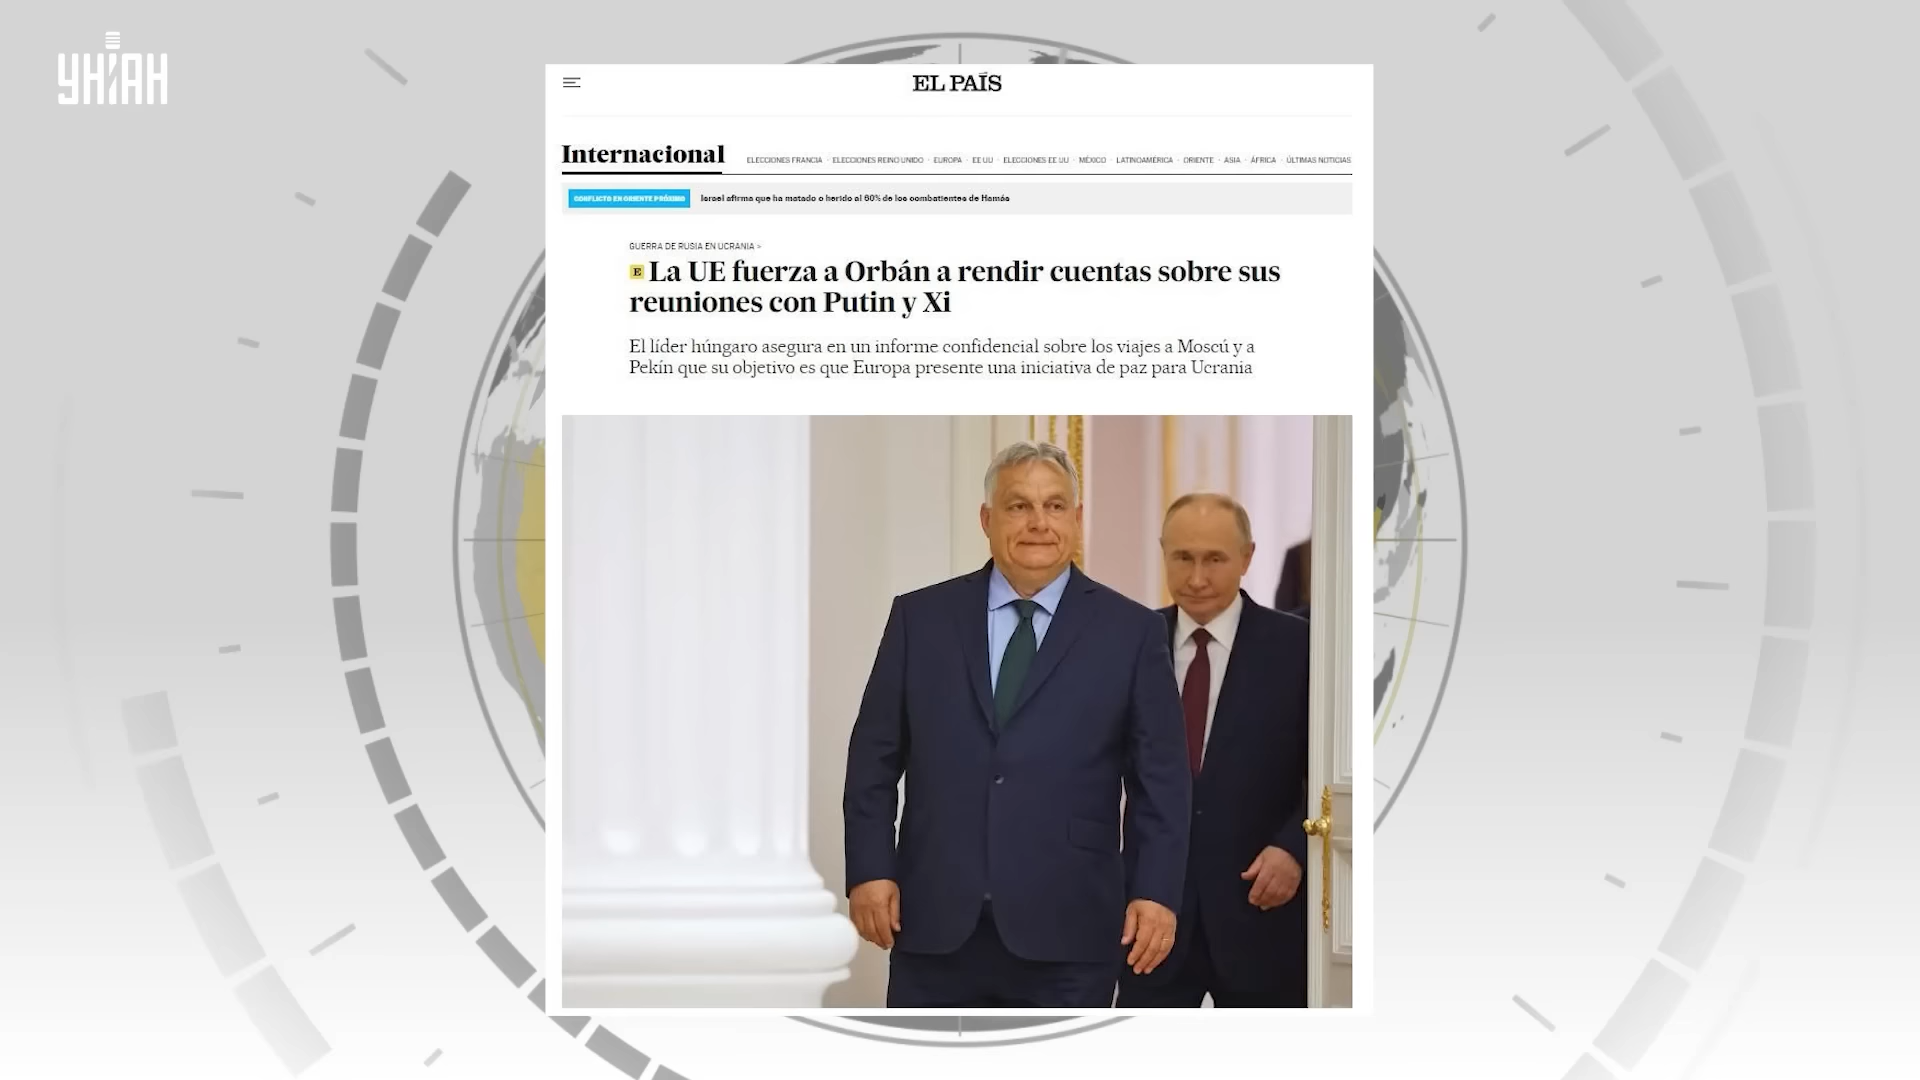 УНІАН
EL PAÍS
Internacional
ELECCIONES FRANCIA · ELECCIONES REINO UNIDO · EUROPA · EE UU · ELECCIONES EE UU · MÉXICO · LATINOAMÉRICA · ORIENTE · ASIA · ÁFRICA · ÚLTIMAS NOTICIAS
CONFLICTO EN ORIENTE PRÓXIMO Israel afirma que ha matado o herido al 60% de los combatientes de Hamás
GUERRA DE RUSIA EN UCRANIA >
E La UE fuerza a Orbán a rendir cuentas sobre sus
reuniones con Putin y Xi
El líder húngaro asegura en un informe confidencial sobre los viajes a Moscú y a
Pekín que su objetivo es que Europa presente una iniciativa de paz para Ucrania